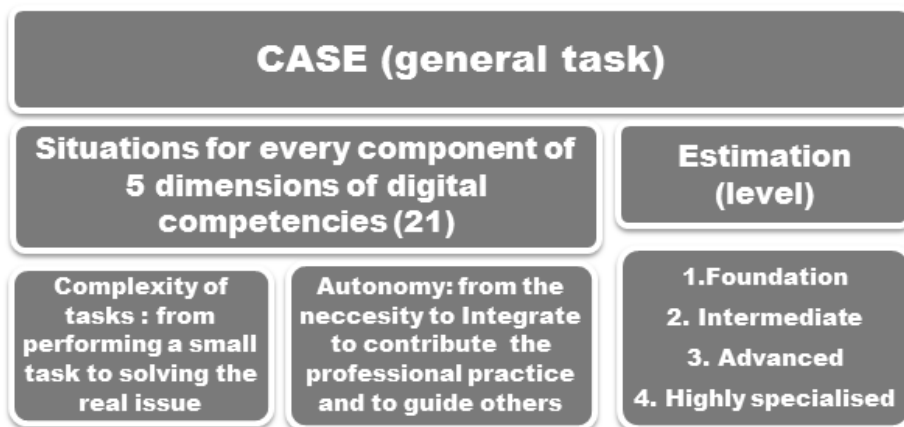 CASE (general task)
Situations for every component of
5 dimensions of digital
competencies (21)
Estimation
(level)
Complexity of
tasks : from
performing a small
task to solving the
real issue
Autonomy: from the
neccesity to Integrate
to contribute the
professional practice
and to guide others
1.Foundation
2. Intermediate
3. Advanced
4. Highly specialised